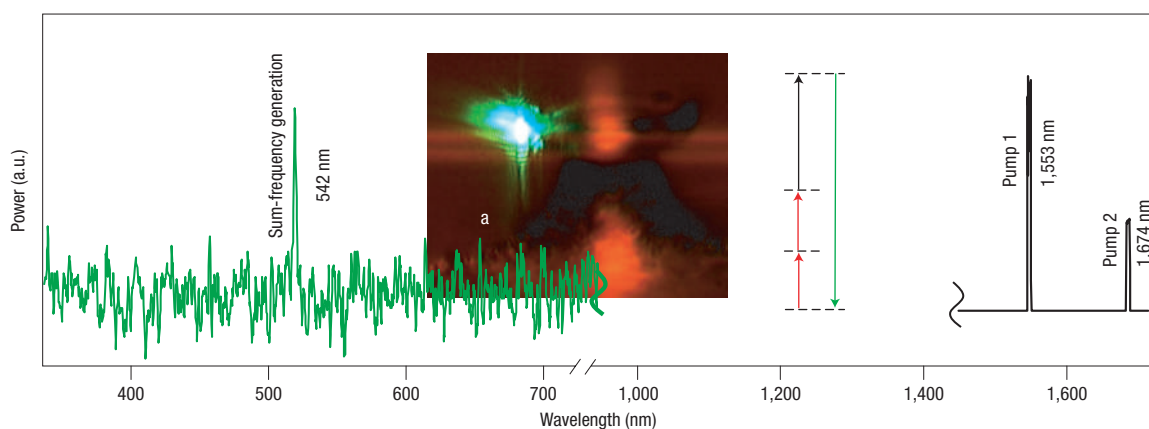 Power (a.u.)
Sum-frequency generation
542 nm
a
Pump 1
1,553 nm
Pump 2
1,674 nm
400 500 600 700 1,000 1,200 1,400 1,600
Wavelength (nm)